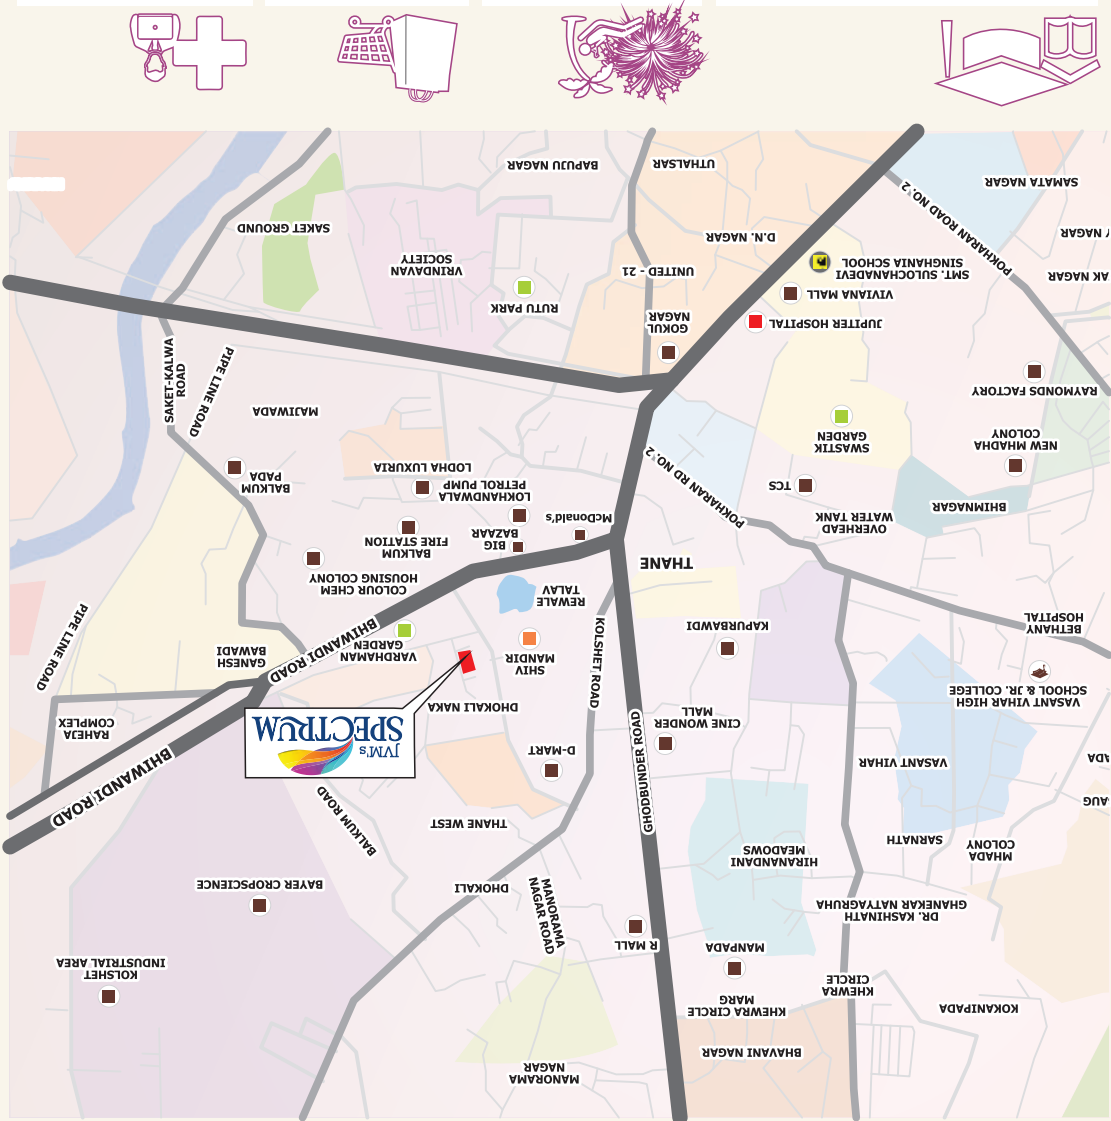 MANORAMA
NAGAR
BHAVANI NAGAR
KHEWRA CIRCLE
MARG
KOKANIPADA
KHEWRA
CIRCLE
MANPADA
R MALL
MANORAMA
NAGAR ROAD
KOLSHET
INDUSTRIAL AREA
DR. KASHINATH
GHANEKAR NATYAGRUHA
DHOKALI
BAYER CROPSCIENCE
MHADA
COLONY
SARNATH
HIRANANDANI
MEADOWS
THANE WEST
BALKUM ROAD
AUG
ADA
VASANT VIHAR
GHODBUNDER ROAD
D-MART
JVM's
SPECTRUM
BHIWANDI ROAD
RAHEJA
COMPLEX
CINE WONDER
MALL
DHOKALI NAKA
VASANT VIHAR HIGH
SCHOOL & JR. COLLEGE
KOLSHET ROAD
SHIV
MANDIR
VARDHAMAN
GARDEN
BHIWANDI ROAD
GANESH
BAWADI
PIPE LINE ROAD
BETHANY
HOSPITAL
KAPURBAWDI
REWALE
TALAV
COLOUR CHEM
HOUSING COLONY
THANE
BALKUM
FIRE STATION
BIG
BAZAAR
McDonald's
OVERHEAD
WATER TANK
BHIMNAGAR
POKHARAN RD NO. 2
TCS
LOKHANDWALA
PETROL PUMP
LODHA LUXURIA
BALKUM
PADA
NEW MHADHA
COLONY
SWASTIK
GARDEN
MAJIWADA
PIPE LINE ROAD
SAKET-KALWA
ROAD
RAYMONDS FACTORY
JUPITER HOSPITAL
GOKUL
NAGAR
RUTU PARK
VIVIANA MALL
SMT. SULOCHANADEVI
SINGHANIA SCHOOL
UNITED - 21
VRINDAVAN
SOCIETY
AR NAGAR
POKHARAN ROAD NO. 2
Y NAGAR
D.N. NAGAR
SAKET GROUND
SAMATA NAGAR
UTHALSAR
BAPUJU NAGAR